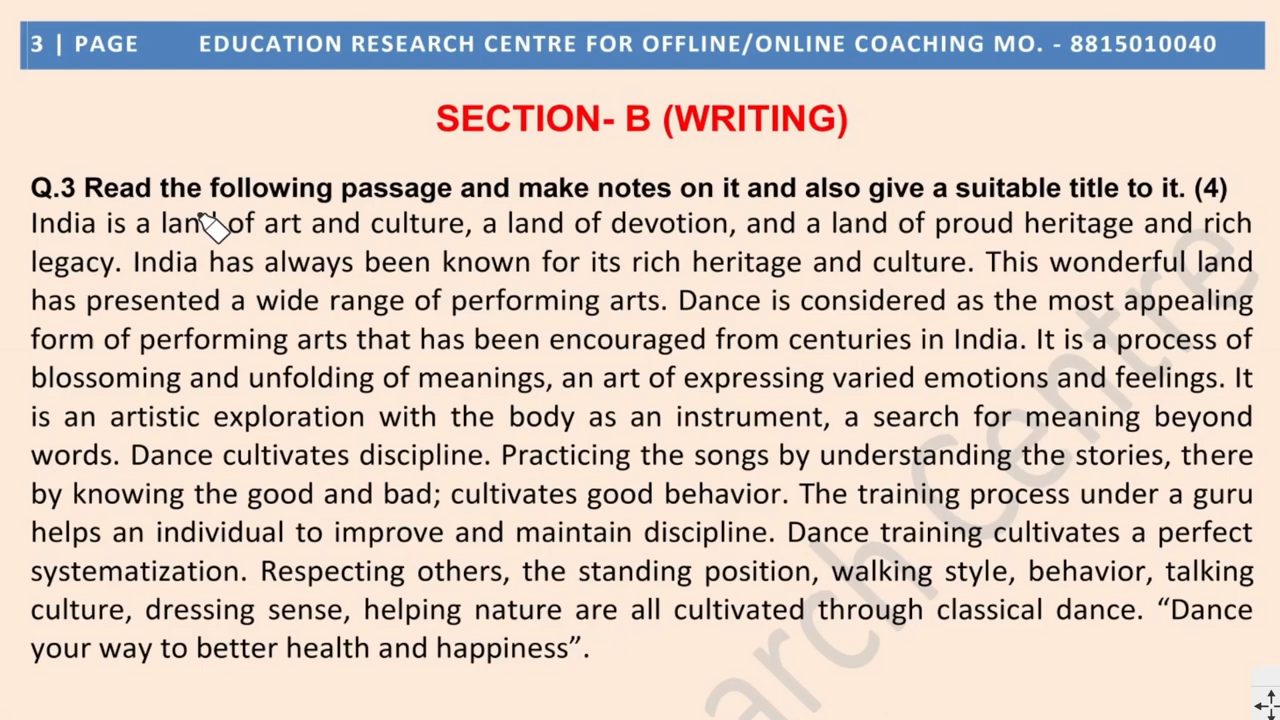 3 | PAGE EDUCATION RESEARCH CENTRE FOR OFFLINE/ONLINE COACHING MO. - 8815010040
SECTION- B (WRITING)
Q.3 Read the following passage and make notes on it and also give a suitable title to it. (4)
India is a land of art and culture, a land of devotion, and a land of proud heritage and rich
legacy. India has always been known for its rich heritage and culture. This wonderful land
has presented a wide range of performing arts. Dance is considered as the most appealing
form of performing arts that has been encouraged from centuries in India. It is a process of
blossoming and unfolding of meanings, an art of expressing varied emotions and feelings. It
is an artistic exploration with the body as an instrument, a search for meaning beyond
words. Dance cultivates discipline. Practicing the songs by understanding the stories, there
by knowing the good and bad; cultivates good behavior. The training process under a guru
helps an individual to improve and maintain discipline. Dance training cultivates a perfect
systematization. Respecting others, the standing position, walking style, behavior, talking
culture, dressing sense, helping nature are all cultivated through classical dance. “Dance
your way to better health and happiness”.
arch Centre